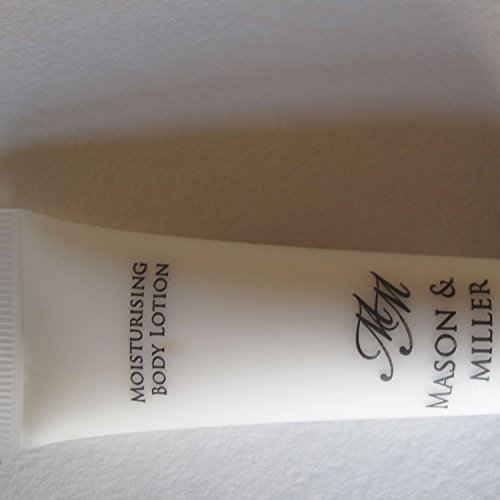 MM
MASON &
MILLER
MOISTURISING
BODY LOTION